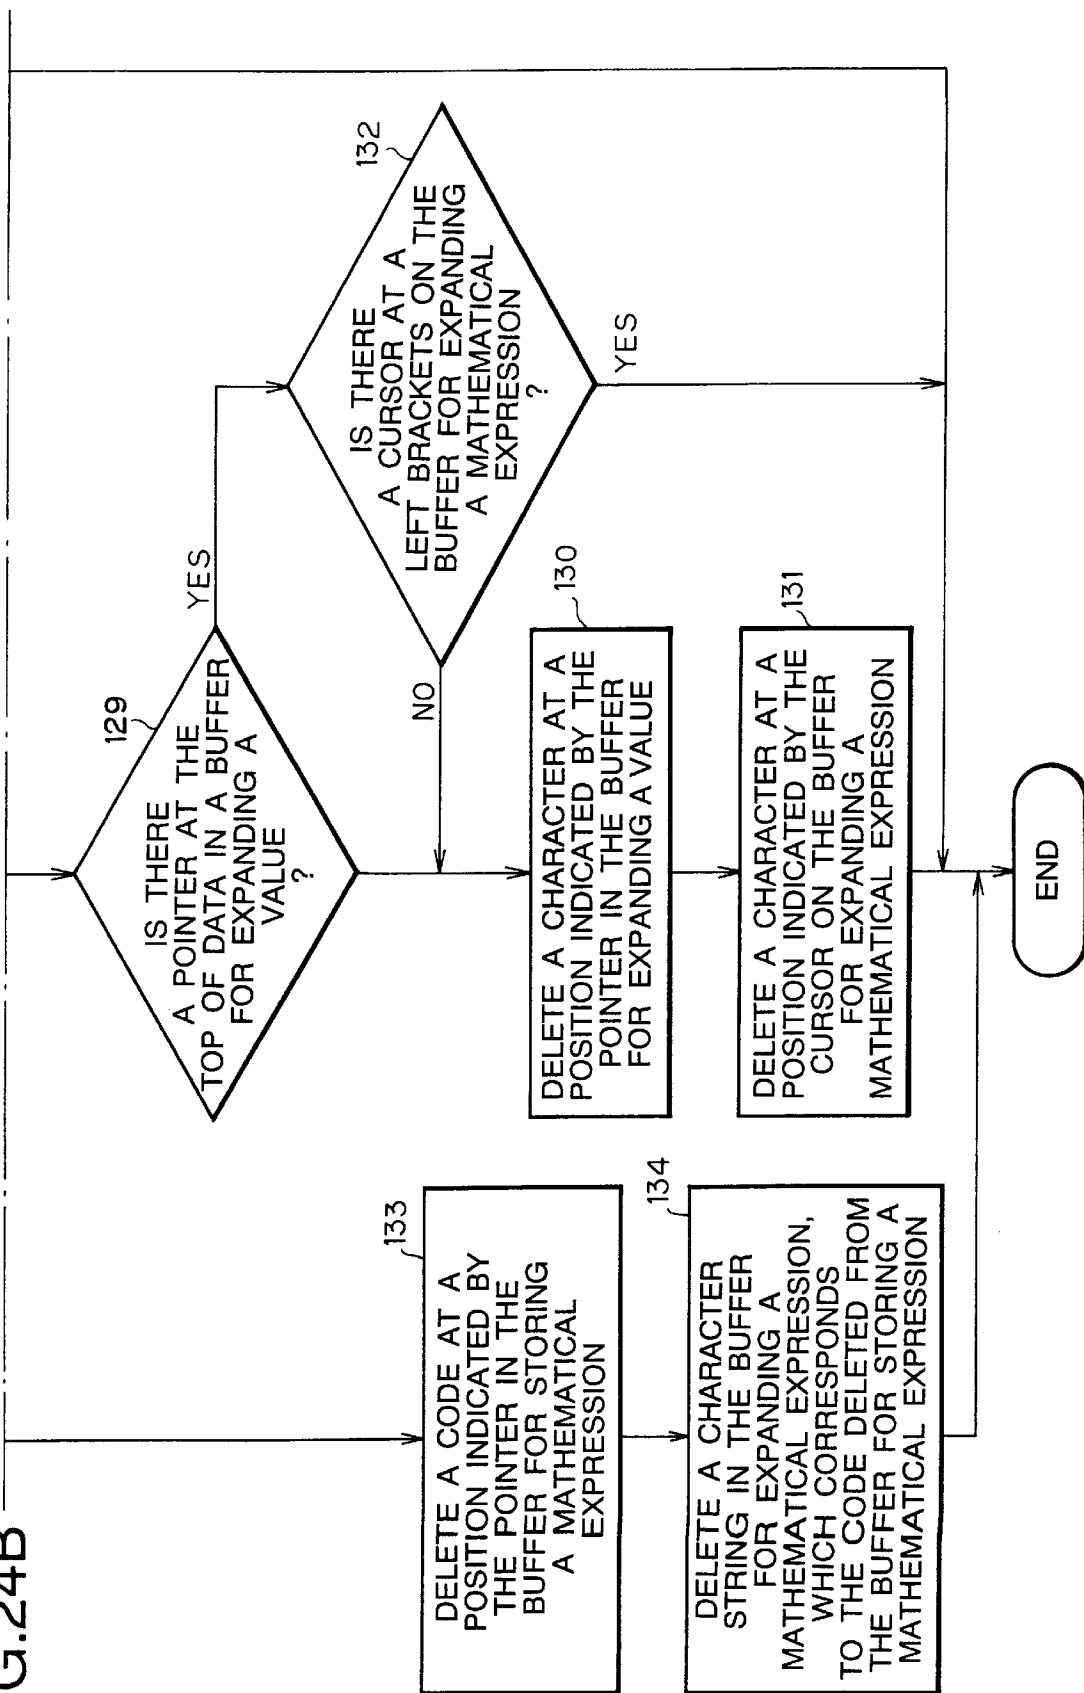 G.24B
129
IS THERE
A POINTER AT THE
TOP OF DATA IN A BUFFER
FOR EXPANDING A
VALUE
?
YES
132
IS THERE
A CURSOR AT A
LEFT BRACKETS ON THE
BUFFER FOR EXPANDING
A MATHEMATICAL
EXPRESSION
?
YES
NO
130
DELETE A CHARACTER AT A
POSITION INDICATED BY THE
POINTER IN THE BUFFER
FOR EXPANDING A VALUE
131
DELETE A CHARACTER AT A
POSITION INDICATED BY THE
CURSOR ON THE BUFFER
FOR EXPANDING A
MATHEMATICAL EXPRESSION
133
DELETE A CODE AT A
POSITION INDICATED BY
THE POINTER IN THE
BUFFER FOR STORING
A MATHEMATICAL
EXPRESSION
134
DELETE A CHARACTER
STRING IN THE BUFFER
FOR EXPANDING A
MATHEMATICAL EXPRESSION,
WHICH CORRESPONDS
TO THE CODE DELETED FROM
THE BUFFER FOR STORING A
MATHEMATICAL EXPRESSION
END